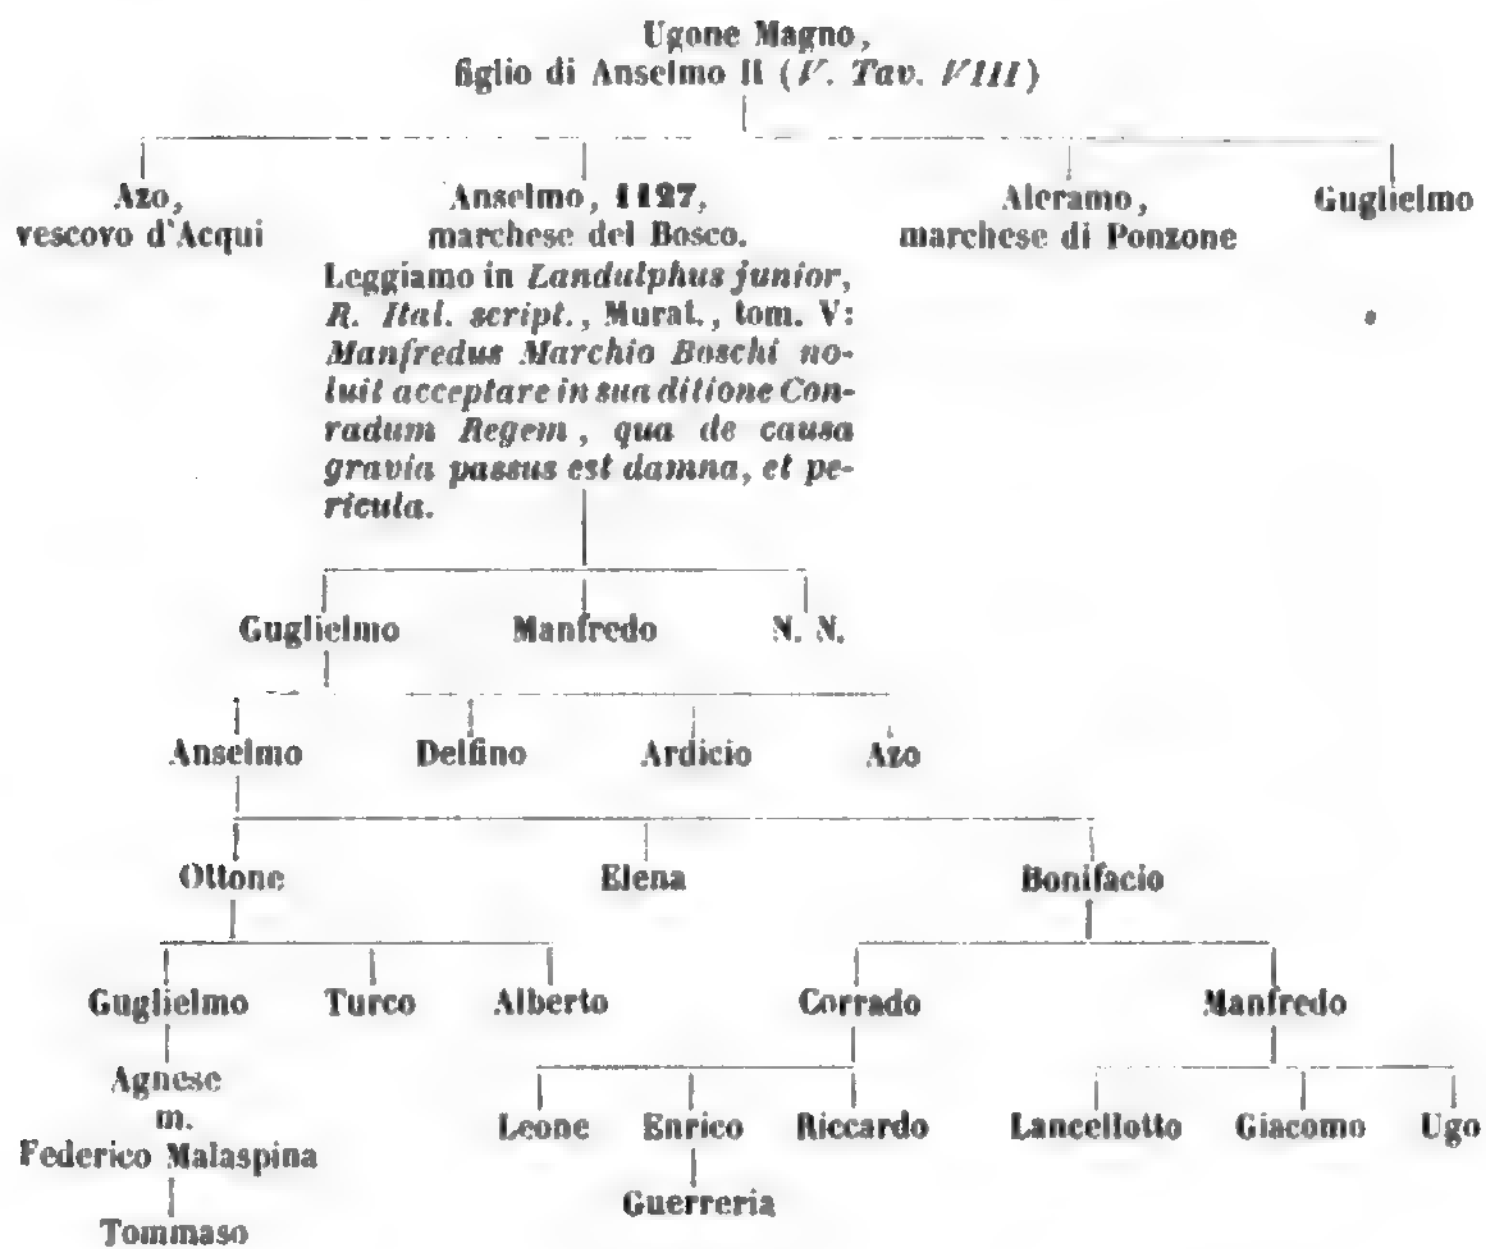 Ugone Magno,
figlio di Anselmo II (V. Tav. VIII)
Azo,
vescovo d'Acqui
Anselmo, 1127,
marchese del Bosco.
Leggiamo in Landulphus junior,
R. Ital. script., Murat., tom. V:
Manfredus Marchio Boschi no-
luit acceptare in sua ditione Con-
radum Regem, qua de causa
gravia passus est damna, et pe-
ricula.
Aleramo,
marchese di Ponzone
Guglielmo
Guglielmo Manfredo N. N.
Anselmo Delfino Ardicio Azo
Ottone Elena Bonifacio
Guglielmo Turco Alberto Corrado Manfredo
Agnese
m.
Federico Malaspina
Tommaso
Leone Enrico Riccardo Lancellotto Giacomo Ugo
Guerreria